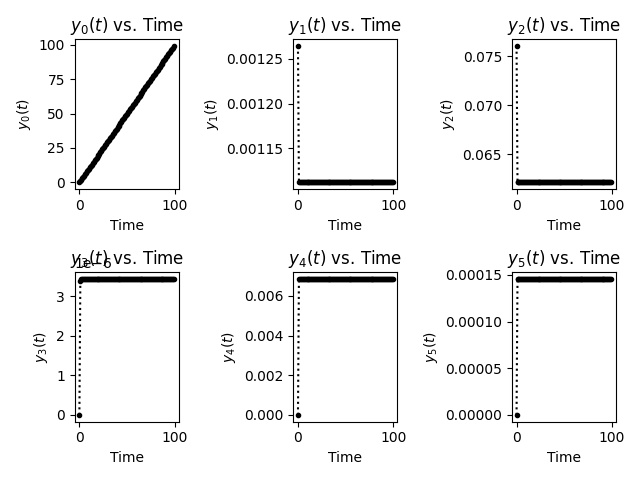 y₀(t) vs. Time
y₁(t) vs. Time
y₂(t) vs. Time
100
75
50
25
0
y₀(t)
0 100
Time
0.00125
0.00120
0.00115
y₁(t)
0 100
Time
0.075
0.070
0.065
y₂(t)
0 100
Time
y₃(t) vs. Time
1e−6
y₄(t) vs. Time
y₅(t) vs. Time
3
2
1
0
y₃(t)
0 100
Time
0.006
0.004
0.002
0.000
y₄(t)
0 100
Time
0.00015
0.00010
0.00005
0.00000
y₅(t)
0 100
Time